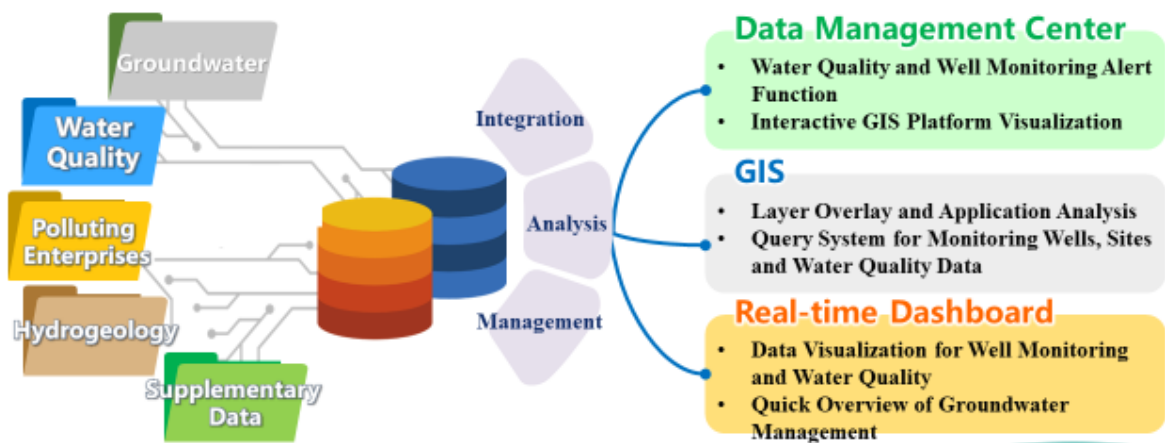 Groundwater
Water
Quality
Polluting
Enterprises
Hydrogeology
Supplementary
Data
Integration
Analysis
Management
Data Management Center
• Water Quality and Well Monitoring Alert
Function
• Interactive GIS Platform Visualization
GIS
• Layer Overlay and Application Analysis
• Query System for Monitoring Wells, Sites
and Water Quality Data
Real-time Dashboard
• Data Visualization for Well Monitoring
and Water Quality
• Quick Overview of Groundwater
Management